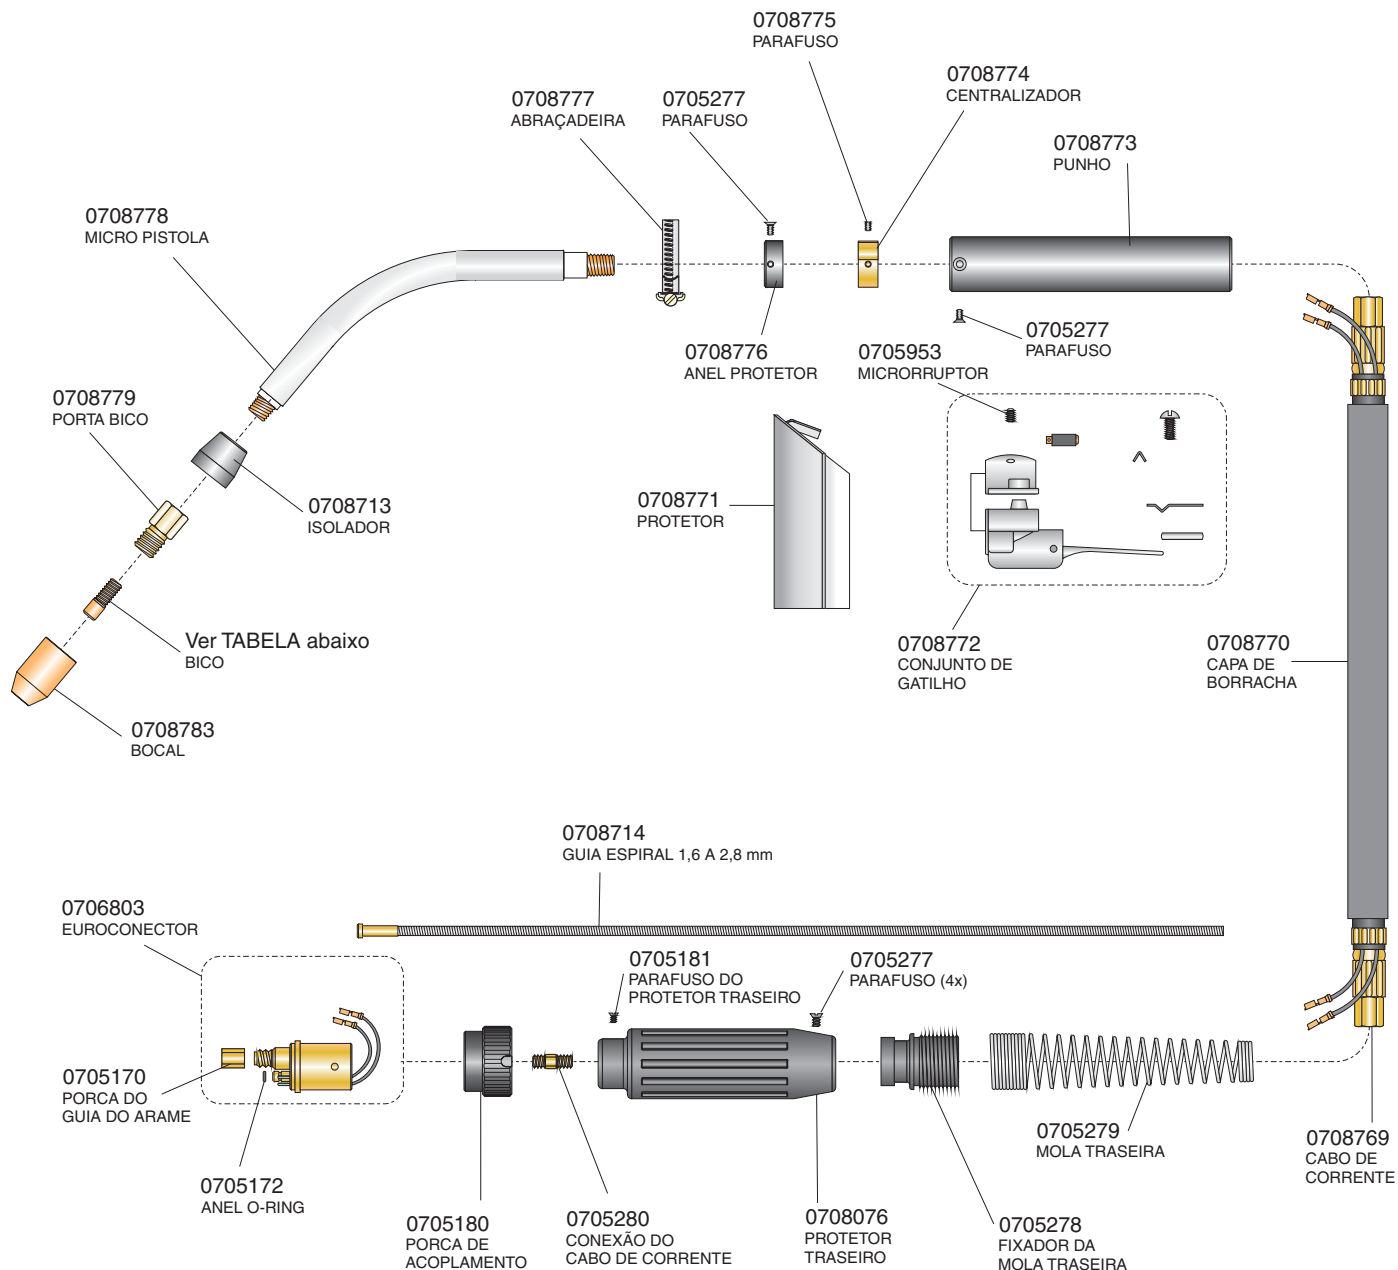 0708775
PARAFUSO
0708774
CENTRALIZADOR
0708777
ABRAÇADEIRA
0705277
PARAFUSO
0708773
PUNHO
0708778
MICRO PISTOLA
0705277
PARAFUSO
0708776
ANEL PROTETOR
0705953
MICRORRUPTOR
0708779
PORTA BICO
0708713
ISOLADOR
0708771
PROTETOR
Ver TABELA abaixo
BICO
0708772
CONJUNTO DE
GATILHO
0708770
CAPA DE
BORRACHA
0708783
BOCAL
0708714
GUIA ESPIRAL 1,6 A 2,8 mm
0706803
EUROCONECTOR
0705181
PARAFUSO DO
PROTETOR TRASEIRO
0705277
PARAFUSO (4x)
0705170
PORCA DO
GUIA DO ARAME
0705279
MOLA TRASEIRA
0708769
CABO DE
CORRENTE
0705172
ANEL O-RING
0705180
PORCA DE
ACOPLAMENTO
0705280
CONEXÃO DO
CABO DE CORRENTE
0708076
PROTETOR
TRASEIRO
0705278
FIXADOR DA
MOLA TRASEIRA